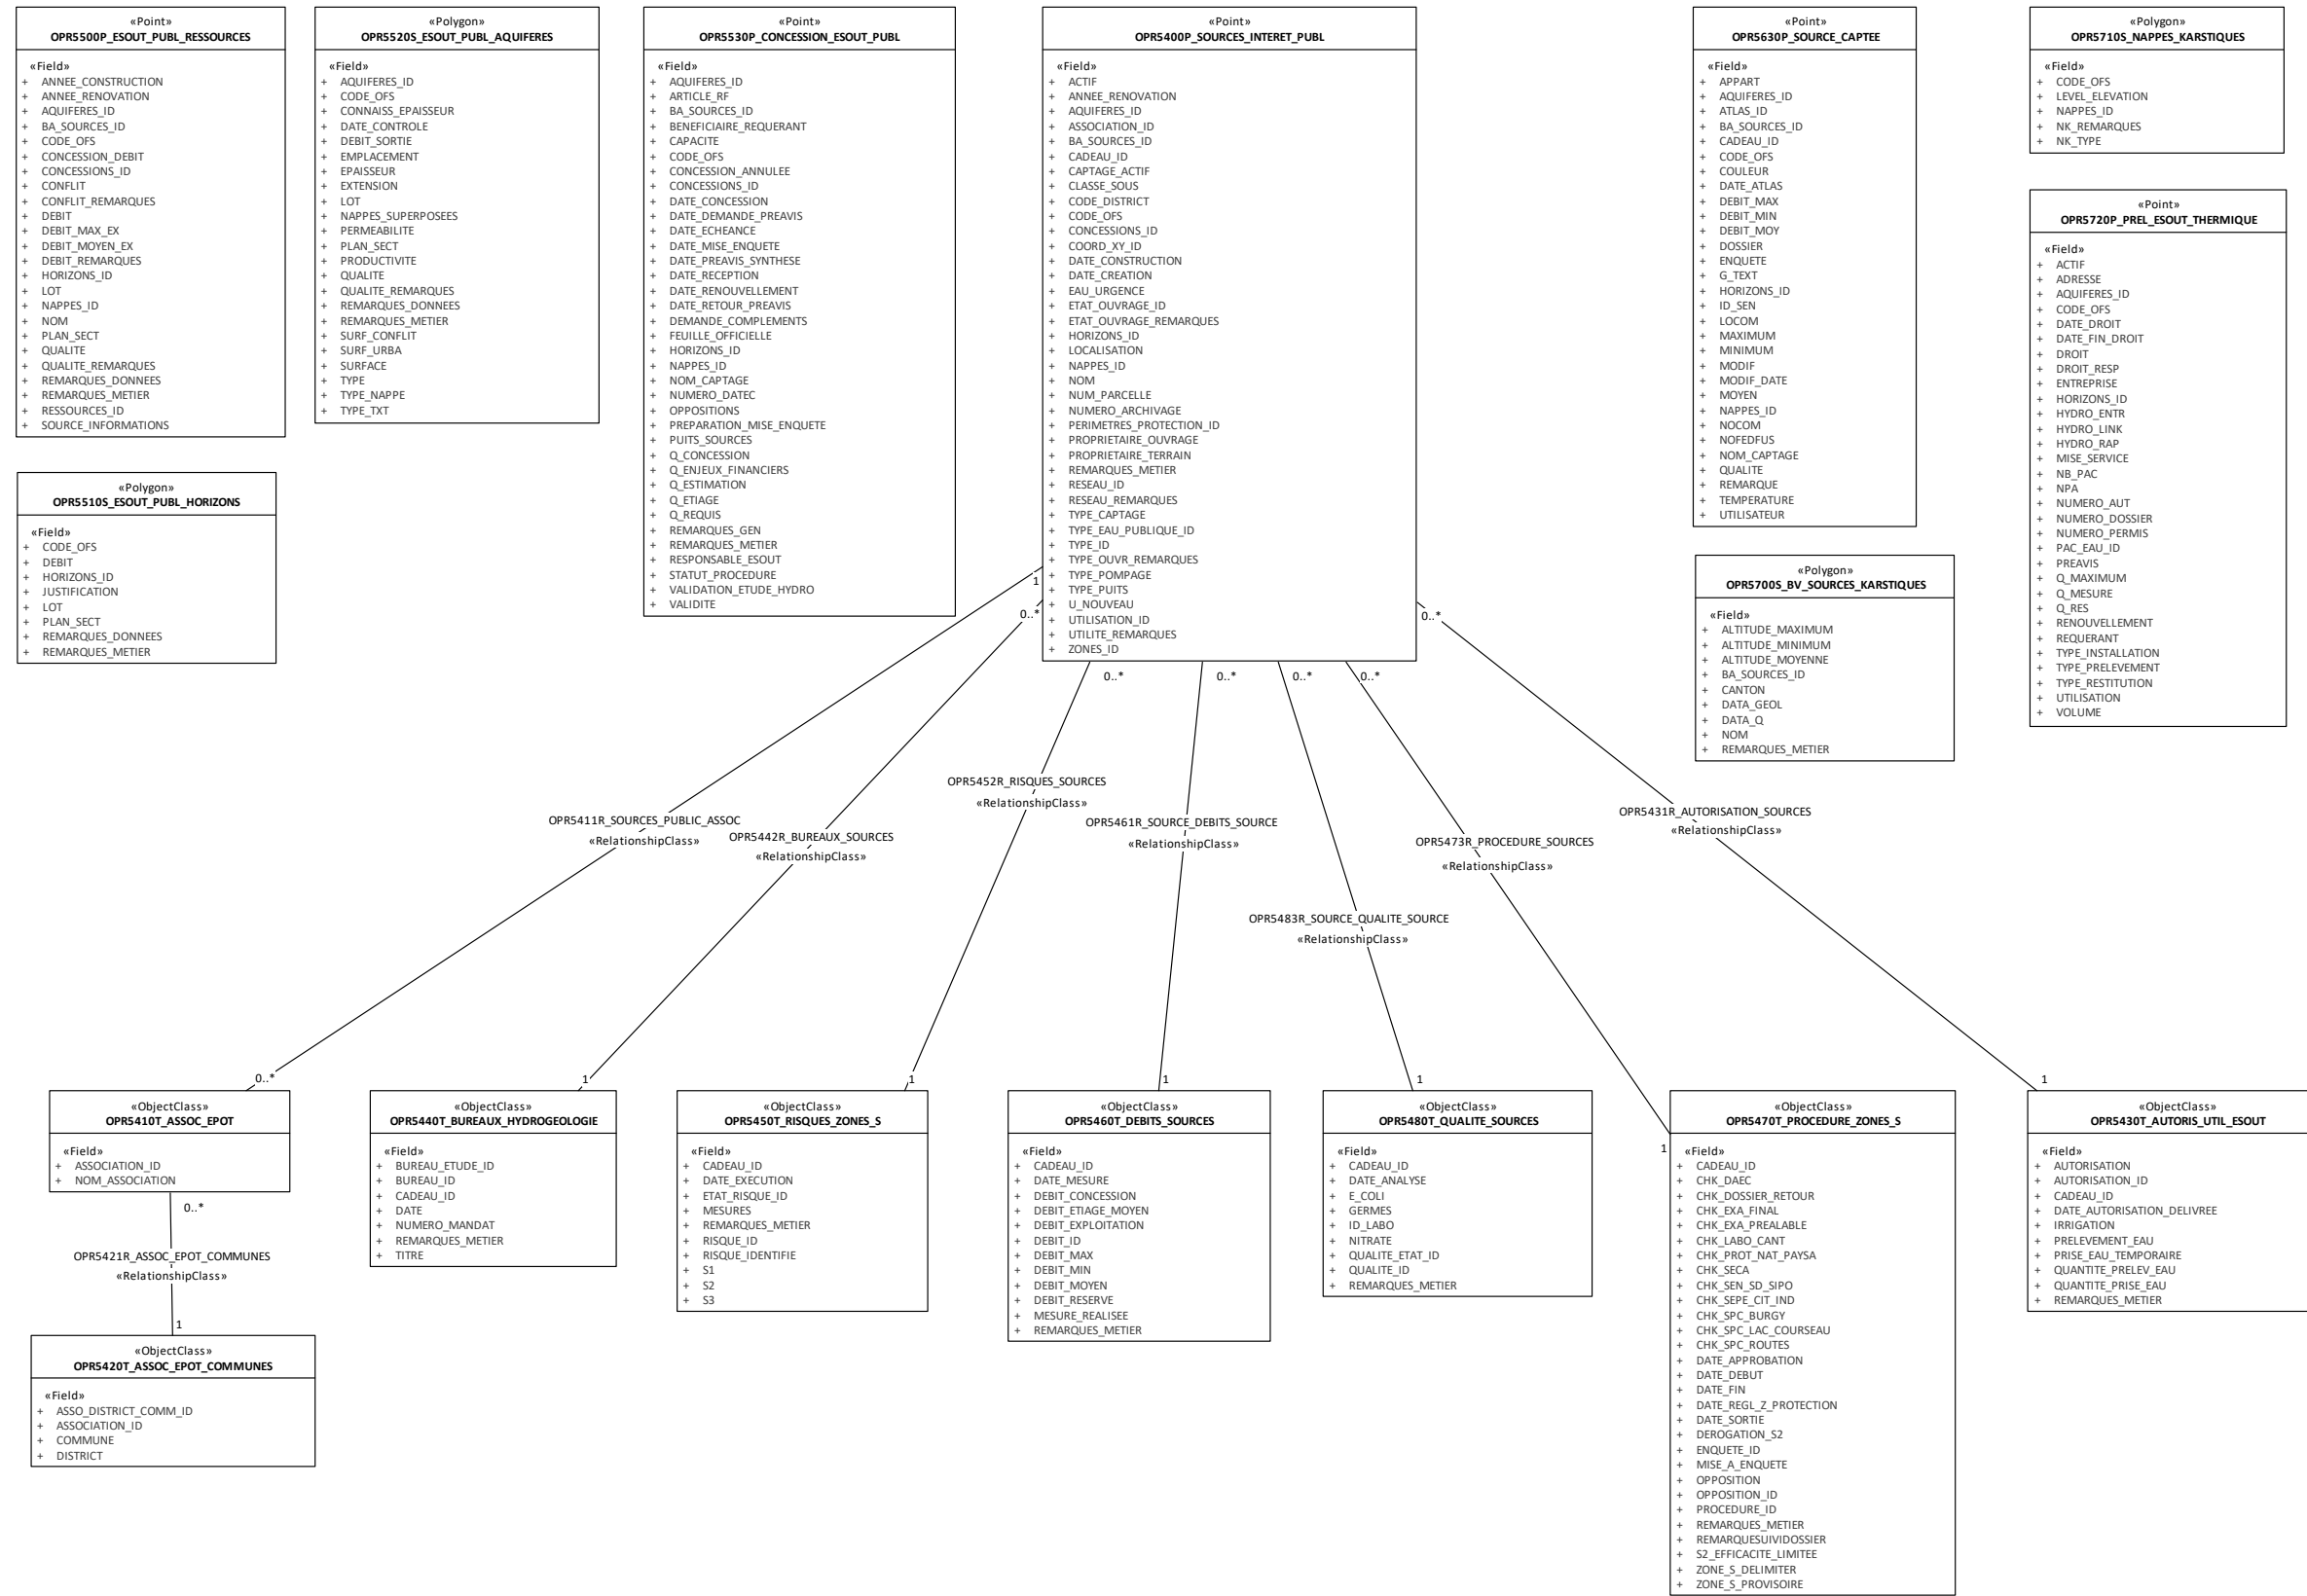 «Point»
OPR5500P_ESOUT_PUBL_RESSOURCES
«Field»
+ ANNEE_CONSTRUCTION
+ ANNEE_RENOVATION
+ AQUIFERES_ID
+ BA_SOURCES_ID
+ CODE_OFS
+ CONCESSION_DEBIT
+ CONCESSIONS_ID
+ CONFLIT
+ CONFLIT_REMARQUES
+ DEBIT
+ DEBIT_MAX_EX
+ DEBIT_MOYEN_EX
+ DEBIT_REMARQUES
+ HORIZONS_ID
+ LOT
+ NAPPES_ID
+ NOM
+ PLAN_SECT
+ QUALITE
+ QUALITE_REMARQUES
+ REMARQUES_DONNEES
+ REMARQUES_METIER
+ RESSOURCES_ID
+ SOURCE_INFORMATIONS
«Polygon»
OPR5510S_ESOUT_PUBL_HORIZONS
«Field»
+ CODE_OFS
+ DEBIT
+ HORIZONS_ID
+ JUSTIFICATION
+ LOT
+ PLAN_SECT
+ REMARQUES_DONNEES
+ REMARQUES_METIER
«Polygon»
OPR5520S_ESOUT_PUBL_AQUIFERES
«Field»
+ AQUIFERES_ID
+ CODE_OFS
+ CONNAISS_EPAISSEUR
+ DATE_CONTROLE
+ DEBIT_SORTIE
+ EMPLACEMENT
+ EPAISSEUR
+ EXTENSION
+ LOT
+ NAPPES_SUPERPOSEES
+ PERMEABILITE
+ PLAN_SECT
+ PRODUCTIVITE
+ QUALITE
+ QUALITE_REMARQUES
+ REMARQUES_DONNEES
+ REMARQUES_METIER
+ SURF_CONFLIT
+ SURF_URBA
+ SURFACE
+ TYPE
+ TYPE_NAPPE
+ TYPE_TXT
«Point»
OPR5530P_CONCESSION_ESOUT_PUBL
«Field»
+ AQUIFERES_ID
+ ARTICLE_RF
+ BA_SOURCES_ID
+ BENEFICIAIRE_REQUERANT
+ CAPACITE
+ CODE_OFS
+ CONCESSION_ANNULEE
+ CONCESSIONS_ID
+ DATE_CONCESSION
+ DATE_DEMANDE_PREAVIS
+ DATE_ECHEANCE
+ DATE_MISE_ENQUETE
+ DATE_PREAVIS_SYNTHESE
+ DATE_RECEPTION
+ DATE_RENOUVELLEMENT
+ DATE_RETOUR_PREAVIS
+ DEMANDE_COMPLEMENTS
+ FEUILLE_OFFICIELLE
+ HORIZONS_ID
+ NAPPES_ID
+ NOM_CAPTAGE
+ NUMERO_DATEC
+ OPPOSITIONS
+ PREPARATION_MISE_ENQUETE
+ PUITS_SOURCES
+ Q_CONCESSION
+ Q_ENJEUX_FINANCIERS
+ Q_ESTIMATION
+ Q_ETIAGE
+ Q_REQUIS
+ REMARQUES_GEN
+ REMARQUES_METIER
+ RESPONSABLE_ESOUT
+ STATUT_PROCEDURE
+ VALIDATION_ETUDE_HYDRO
+ VALIDITE
«Point»
OPR5400P_SOURCES_INTERET_PUBL
«Field»
+ ACTIF
+ ANNEE_RENOVATION
+ AQUIFERES_ID
+ ASSOCIATION_ID
+ BA_SOURCES_ID
+ CADEAU_ID
+ CAPTAGE_ACTIF
+ CLASSE_SOUS
+ CODE_DISTRICT
+ CODE_OFS
+ CONCESSIONS_ID
+ COORD_XY_ID
+ DATE_CONSTRUCTION
+ DATE_CREATION
+ EAU_URGENCE
+ ETAT_OUVRAGE_ID
+ ETAT_OUVRAGE_REMARQUES
+ HORIZONS_ID
+ LOCALISATION
+ NAPPES_ID
+ NOM
+ NUM_PARCELLE
+ NUMERO_ARCHIVAGE
+ PERIMETRES_PROTECTION_ID
+ PROPRIETAIRE_OUVRAGE
+ PROPRIETAIRE_TERRAIN
+ REMARQUES_METIER
+ RESEAU_ID
+ RESEAU_REMARQUES
+ TYPE_CAPTAGE
+ TYPE_EAU_PUBLIQUE_ID
+ TYPE_ID
+ TYPE_OUVR_REMARQUES
+ TYPE_POMPAGE
+ TYPE_PUITS
+ U_NOUVEAU
+ UTILISATION_ID
+ UTILITE_REMARQUES
+ ZONES_ID
«Point»
OPR5630P_SOURCE_CAPTEE
«Field»
+ APPART
+ AQUIFERES_ID
+ ATLAS_ID
+ BA_SOURCES_ID
+ CADEAU_ID
+ CODE_OFS
+ COULEUR
+ DATE_ATLAS
+ DEBIT_MAX
+ DEBIT_MIN
+ DEBIT_MOY
+ DOSSIER
+ ENQUETE
+ G_TEXT
+ HORIZONS_ID
+ ID_SEN
+ LOCOM
+ MAXIMUM
+ MINIMUM
+ MODIF
+ MODIF_DATE
+ MOYEN
+ NAPPES_ID
+ NOCOM
+ NOFEDFUS
+ NOM_CAPTAGE
+ QUALITE
+ REMARQUE
+ TEMPERATURE
+ UTILISATEUR
«Polygon»
OPR5700S_BV_SOURCES_KARSTIQUES
«Field»
+ ALTITUDE_MAXIMUM
+ ALTITUDE_MINIMUM
+ ALTITUDE_MOYENNE
+ BA_SOURCES_ID
+ CANTON
+ DATA_GEOL
+ DATA_Q
+ NOM
+ REMARQUES_METIER
«Polygon»
OPR5710S_NAPPES_KARSTIQUES
«Field»
+ CODE_OFS
+ LEVEL_ELEVATION
+ NAPPES_ID
+ NK_REMARQUES
+ NK_TYPE
«Point»
OPR5720P_PREL_ESOUT_THERMIQUE
«Field»
+ ACTIF
+ ADRESSE
+ AQUIFERES_ID
+ CODE_OFS
+ DATE_DROIT
+ DATE_FIN_DROIT
+ DROIT
+ DROIT_RESP
+ ENTREPRISE
+ HORIZONS_ID
+ HYDRO_ENTR
+ HYDRO_LINK
+ HYDRO_RAP
+ MISE_SERVICE
+ NB_PAC
+ NPA
+ NUMERO_AUT
+ NUMERO_DOSSIER
+ NUMERO_PERMIS
+ PAC_EAU_ID
+ PREAVIS
+ Q_MAXIMUM
+ Q_MESURE
+ Q_RES
+ RENOUVELLEMENT
+ REQUERANT
+ TYPE_INSTALLATION
+ TYPE_PRELEVEMENT
+ TYPE_RESTITUTION
+ UTILISATION
+ VOLUME
1
0..*
0..*
0..*
0..*
0..*
0..*
OPR5452R_RISQUES_SOURCES
«RelationshipClass»
OPR5411R_SOURCES_PUBLIC_ASSOC
«RelationshipClass»
OPR5442R_BUREAUX_SOURCES
«RelationshipClass»
OPR5461R_SOURCE_DEBITS_SOURCE
«RelationshipClass»
OPR5431R_AUTORISATION_SOURCES
«RelationshipClass»
OPR5473R_PROCEDURE_SOURCES
«RelationshipClass»
OPR5483R_SOURCE_QUALITE_SOURCE
«RelationshipClass»
0..*
1
1
1
1
1
1
«ObjectClass»
OPR5410T_ASSOC_EPOT
«Field»
+ ASSOCIATION_ID
+ NOM_ASSOCIATION
0..*
OPR5421R_ASSOC_EPOT_COMMUNES
«RelationshipClass»
1
«ObjectClass»
OPR5420T_ASSOC_EPOT_COMMUNES
«Field»
+ ASSO_DISTRICT_COMM_ID
+ ASSOCIATION_ID
+ COMMUNE
+ DISTRICT
«ObjectClass»
OPR5440T_BUREAUX_HYDROGEOLOGIE
«Field»
+ BUREAU_ETUDE_ID
+ BUREAU_ID
+ CADEAU_ID
+ DATE
+ NUMERO_MANDAT
+ REMARQUES_METIER
+ TITRE
«ObjectClass»
OPR5450T_RISQUES_ZONES_S
«Field»
+ CADEAU_ID
+ DATE_EXECUTION
+ ETAT_RISQUE_ID
+ MESURES
+ REMARQUES_METIER
+ RISQUE_ID
+ RISQUE_IDENTIFIE
+ S1
+ S2
+ S3
«ObjectClass»
OPR5460T_DEBITS_SOURCES
«Field»
+ CADEAU_ID
+ DATE_MESURE
+ DEBIT_CONCESSION
+ DEBIT_ETIAGE_MOYEN
+ DEBIT_EXPLOITATION
+ DEBIT_ID
+ DEBIT_MAX
+ DEBIT_MIN
+ DEBIT_MOYEN
+ DEBIT_RESERVE
+ MESURE_REALISEE
+ REMARQUES_METIER
«ObjectClass»
OPR5480T_QUALITE_SOURCES
«Field»
+ CADEAU_ID
+ DATE_ANALYSE
+ E_COLI
+ GERMES
+ ID_LABO
+ NITRATE
+ QUALITE_ETAT_ID
+ QUALITE_ID
+ REMARQUES_METIER
«ObjectClass»
OPR5470T_PROCEDURE_ZONES_S
«Field»
+ CADEAU_ID
+ CHK_DAEC
+ CHK_DOSSIER_RETOUR
+ CHK_EXA_FINAL
+ CHK_EXA_PREALABLE
+ CHK_LABO_CANT
+ CHK_PROT_NAT_PAYSA
+ CHK_SECA
+ CHK_SEN_SD_SIPO
+ CHK_SEPE_CIT_IND
+ CHK_SPC_BURGY
+ CHK_SPC_LAC_COURSEAU
+ CHK_SPC_ROUTES
+ DATE_APPROBATION
+ DATE_DEBUT
+ DATE_FIN
+ DATE_REGL_Z_PROTECTION
+ DATE_SORTIE
+ DEROGATION_S2
+ ENQUETE_ID
+ MISE_A_ENQUETE
+ OPPOSITION
+ OPPOSITION_ID
+ PROCEDURE_ID
+ REMARQUES_METIER
+ REMARQUESUIVIDOSSIER
+ S2_EFFICACITE_LIMITEE
+ ZONE_S_DELIMITER
+ ZONE_S_PROVISOIRE
«ObjectClass»
OPR5430T_AUTORIS_UTIL_ESOUT
«Field»
+ AUTORISATION
+ AUTORISATION_ID
+ CADEAU_ID
+ DATE_AUTORISATION_DELIVREE
+ IRRIGATION
+ PRELEVEMENT_EAU
+ PRISE_EAU_TEMPORAIRE
+ QUANTITE_PRELEV_EAU
+ QUANTITE_PRISE_EAU
+ REMARQUES_METIER